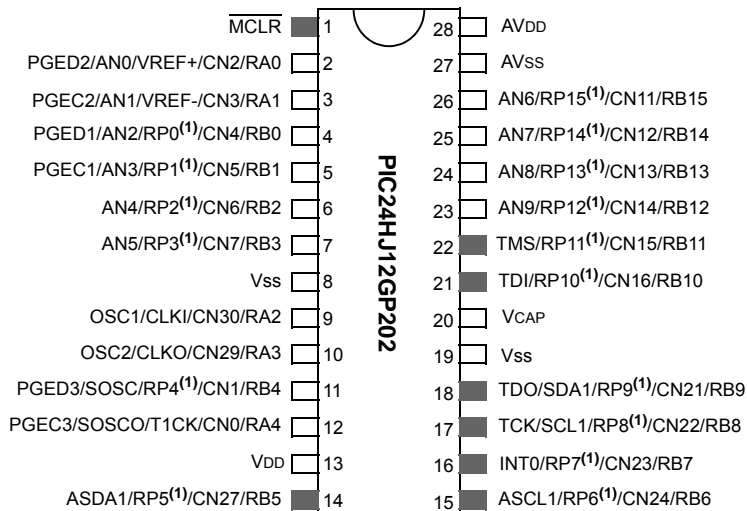 MCLR 1 28 AVDD
PGED2/AN0/VREF+/CN2/RA0 2 27 AVSS
PGEC2/AN1/VREF-/CN3/RA1 3 26 AN6/RP15(1)/CN11/RB15
PGED1/AN2/RP0(1)/CN4/RB0 4 25 AN7/RP14(1)/CN12/RB14
PGEC1/AN3/RP1(1)/CN5/RB1 5 24 AN8/RP13(1)/CN13/RB13
AN4/RP2(1)/CN6/RB2 6 23 AN9/RP12(1)/CN14/RB12
AN5/RP3(1)/CN7/RB3 7 22 TMS/RP11(1)/CN15/RB11
VSS 8 21 TDI/RP10(1)/CN16/RB10
OSC1/CLKI/CN30/RA2 9 20 VCAP
OSC2/CLKO/CN29/RA3 10 19 VSS
PGED3/SOSC/RP4(1)/CN1/RB4 11 18 TDO/SDA1/RP9(1)/CN21/RB9
PGEC3/SOSCO/T1CK/CN0/RA4 12 17 TCK/SCL1/RP8(1)/CN22/RB8
VDD 13 16 INT0/RP7(1)/CN23/RB7
ASDA1/RP5(1)/CN27/RB5 14 15 ASCL1/RP6(1)/CN24/RB6
PIC24HJ12GP202